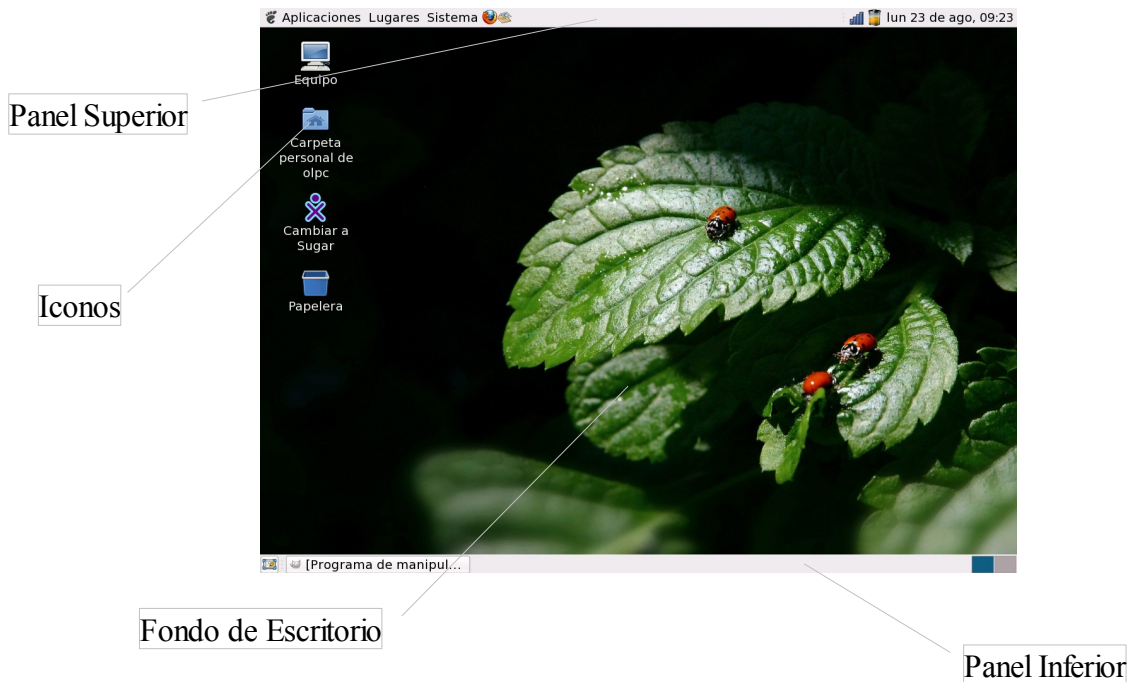 Aplicaciones Lugares Sistema
lun 23 de ago, 09:23
Equipo
Panel Superior
Carpeta
personal de
olpc
Cambiar a
Sugar
Iconos
Papelera
[Programa de manipul...
Fondo de Escritorio
Panel Inferior